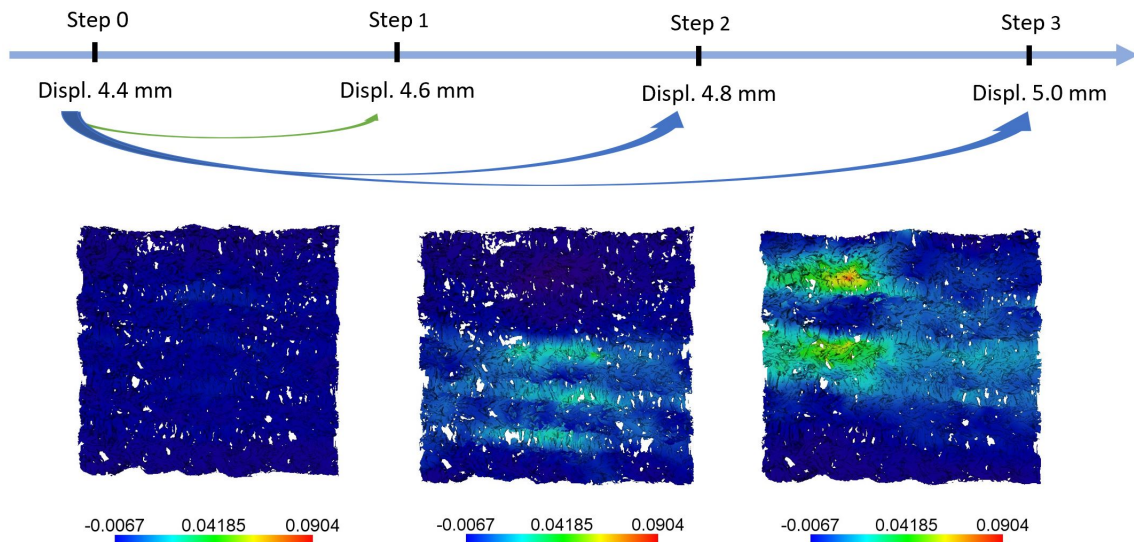 Step 0 Step 1 Step 2 Step 3
Displ. 4.4 mm Displ. 4.6 mm Displ. 4.8 mm Displ. 5.0 mm
-0.0067 0.04185 0.0904 -0.0067 0.04185 0.0904 -0.0067 0.04185 0.0904